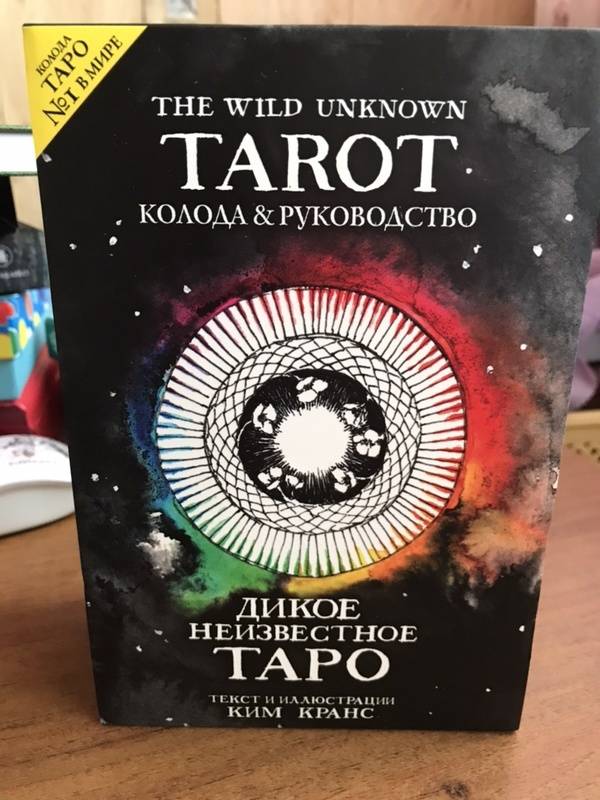 КОЛОДА
ТАРО
№1 В МИРЕ
THE WILD UNKNOWN
TAROT
КОЛОДА & РУКОВОДСТВО
ДИКОЕ
НЕИЗВЕСТНОЕ
ТАРО
ТЕКСТ И ИЛЛЮСТРАЦИИ
КИМ КРАНС